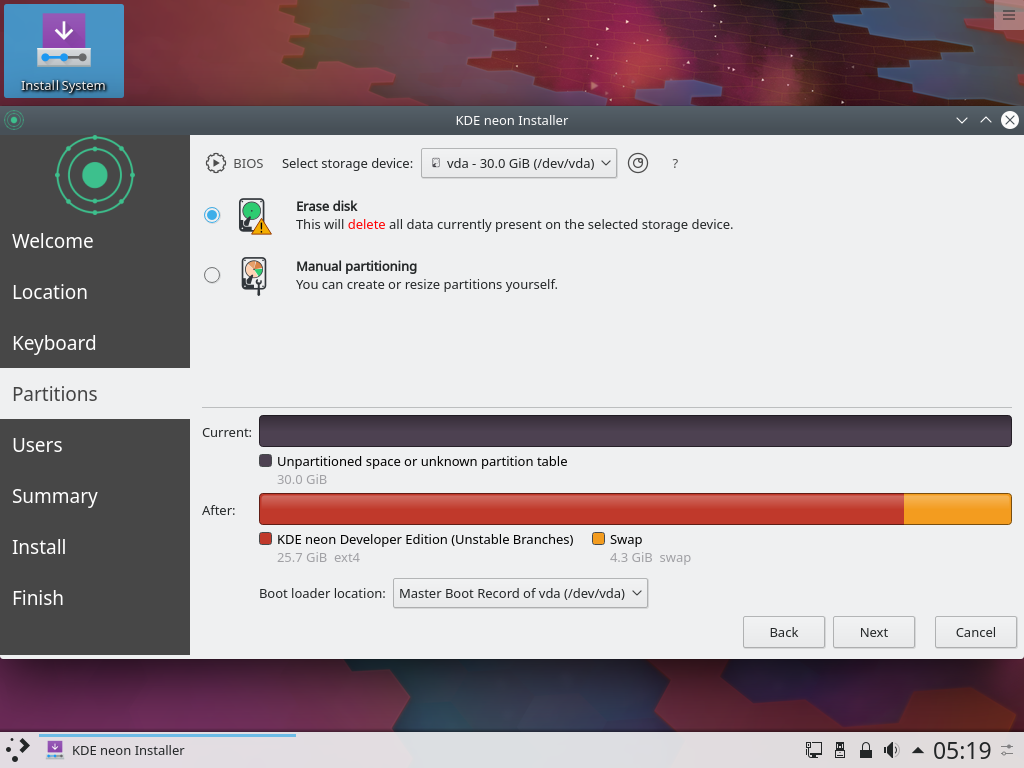 Install System
KDE neon Installer
BIOS
Select storage device:
vda - 30.0 GiB (/dev/vda)
?
Welcome
Location
Keyboard
Partitions
Users
Summary
Install
Finish
Erase disk
This will delete all data currently present on the selected storage device.
Manual partitioning
You can create or resize partitions yourself.
Current:
Unpartitioned space or unknown partition table
30.0 GiB
After:
KDE neon Developer Edition (Unstable Branches)
25.7 GiB ext4
Swap
4.3 GiB swap
Boot loader location:
Master Boot Record of vda (/dev/vda)
Back
Next
Cancel
KDE neon Installer
05:19